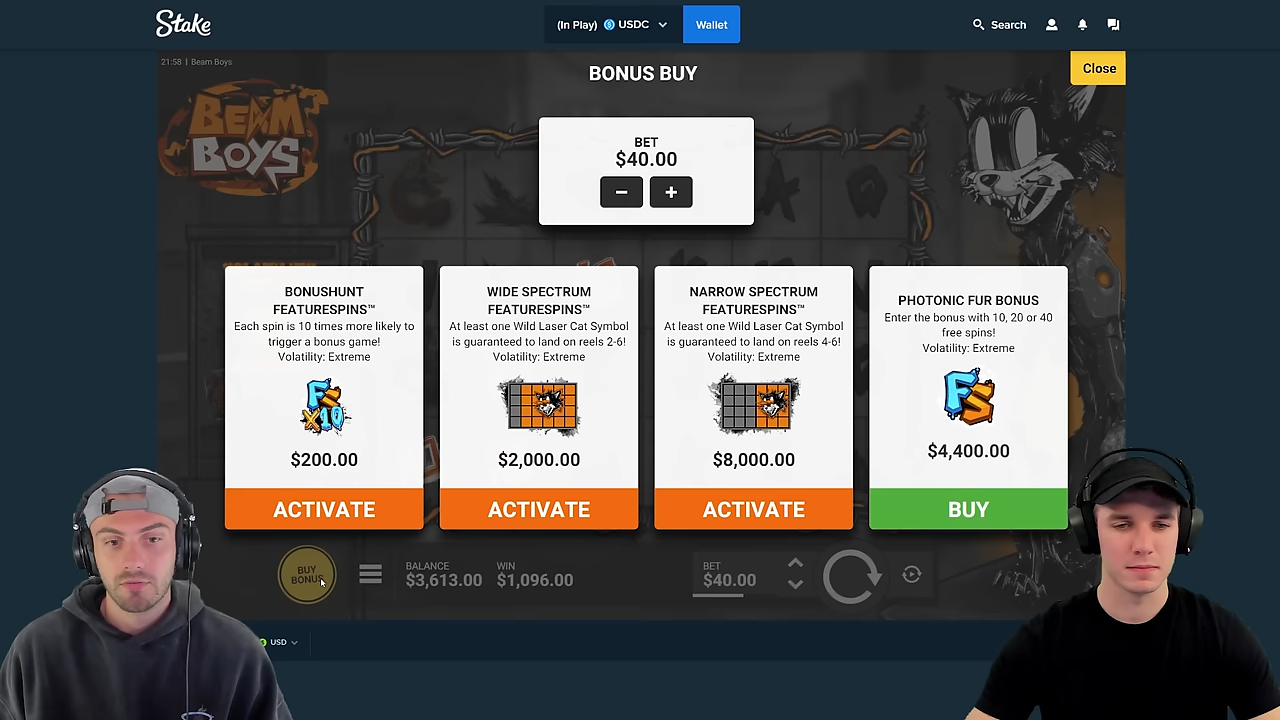 Stake
(In Play) USDC
Wallet
Search
21:58 | Beam Boys
BONUS BUY
Close
BEAM
BOYS
BET
$40.00
−
+
BONUSHUNT
FEATURESPINS™
Each spin is 10 times more likely to
trigger a bonus game!
Volatility: Extreme
FS
X10
$200.00
ACTIVATE
WIDE SPECTRUM
FEATURESPINS™
At least one Wild Laser Cat Symbol
is guaranteed to land on reels 2-6!
Volatility: Extreme
$2,000.00
ACTIVATE
NARROW SPECTRUM
FEATURESPINS™
At least one Wild Laser Cat Symbol
is guaranteed to land on reels 4-6!
Volatility: Extreme
$8,000.00
ACTIVATE
PHOTONIC FUR BONUS
Enter the bonus with 10, 20 or 40
free spins!
Volatility: Extreme
FS
$4,400.00
BUY
BUY
BONUS
BALANCE
$3,613.00
WIN
$1,096.00
BET
$40.00
USD